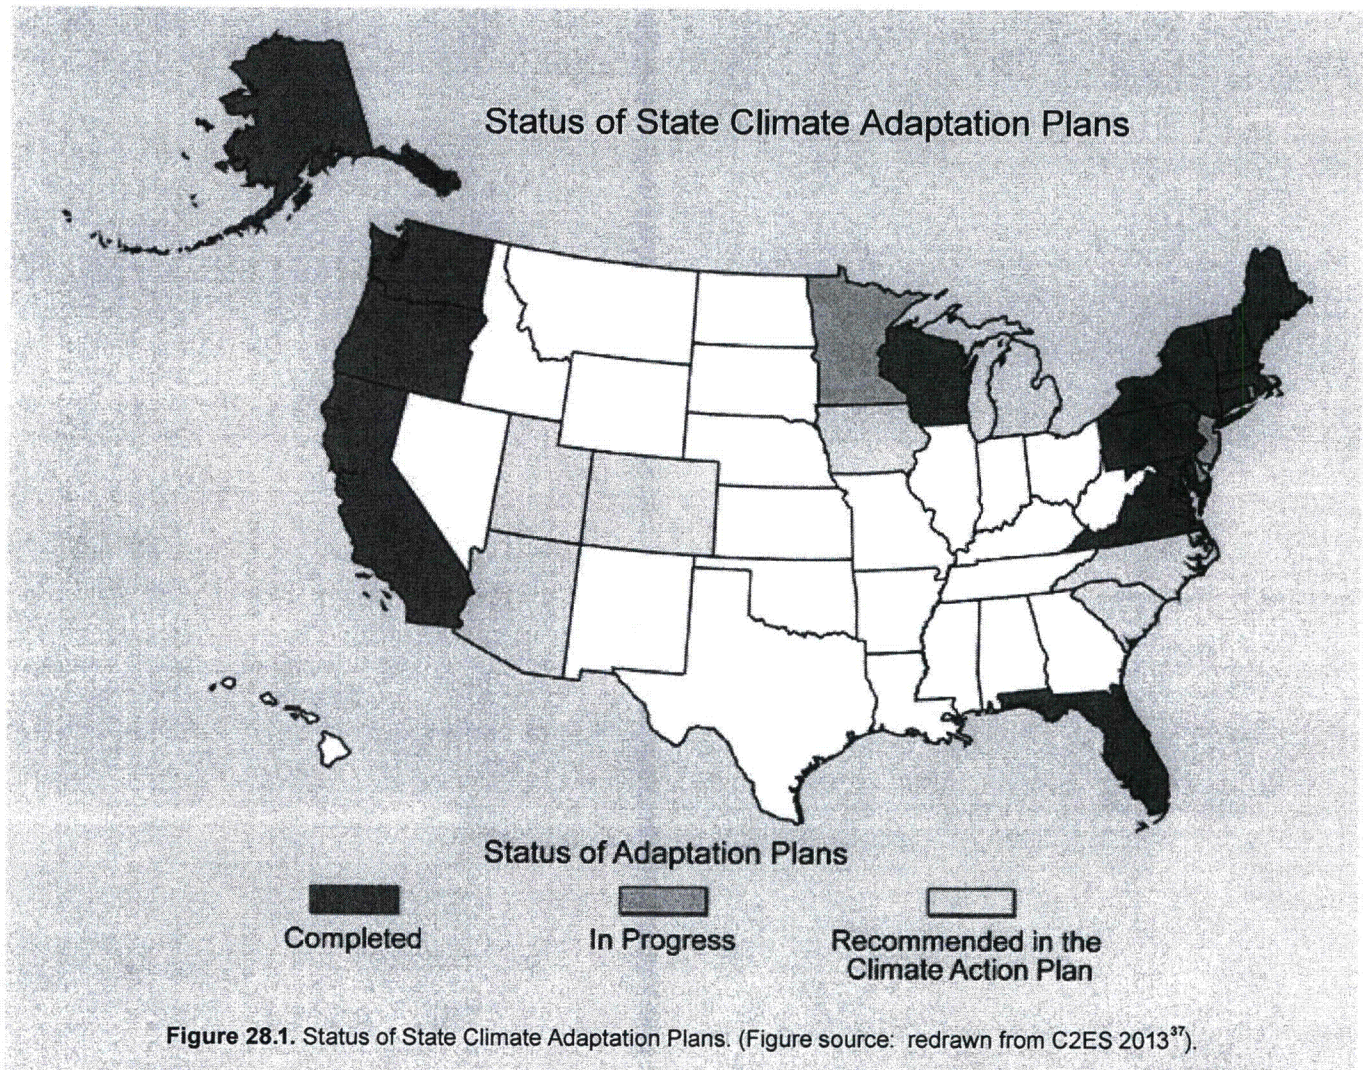 Status of State Climate Adaptation Plans
Status of Adaptation Plans
Completed
In Progress
Recommended in the
Climate Action Plan
Figure 28.1. Status of State Climate Adaptation Plans. (Figure source: redrawn from C2ES 2013³⁷).